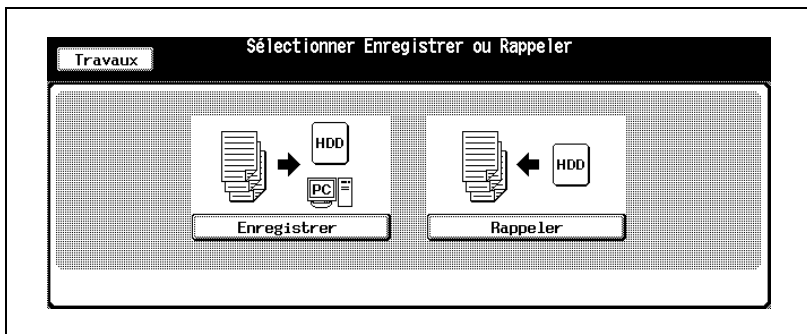 Travaux
Sélectionner Enregistrer ou Rappeler
HDD
PC
HDD
Enregistrer
Rappeler